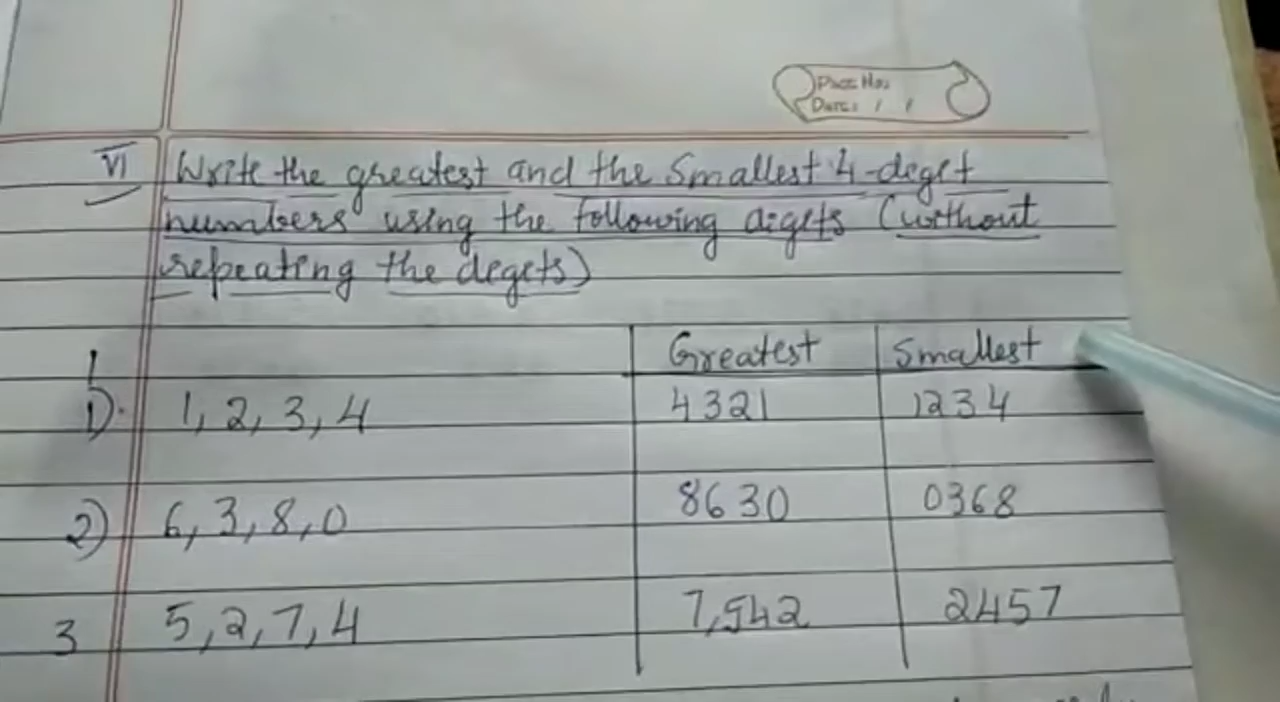 Page No.
Date: / /
VI Write the greatest and the Smallest 4-deget
numbers using the following digits (without
repeating the degets)
Greatest Smallest
1) 1, 2, 3, 4 4321 1234
2) 6, 3, 8, 0 8630 0368
3 5, 2, 7, 4 7,542 2457